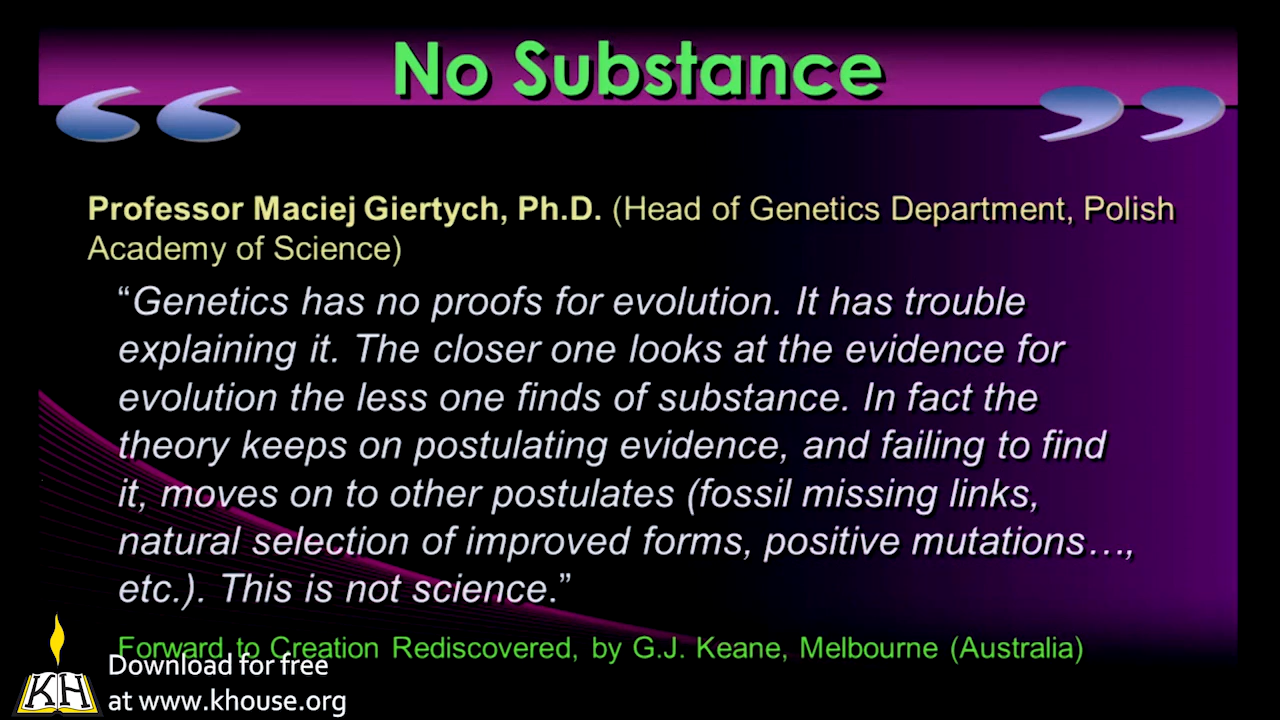 No Substance
Professor Maciej Giertych, Ph.D. (Head of Genetics Department, Polish
Academy of Science)
“Genetics has no proofs for evolution. It has trouble
explaining it. The closer one looks at the evidence for
evolution the less one finds of substance. In fact the
theory keeps on postulating evidence, and failing to find
it, moves on to other postulates (fossil missing links,
natural selection of improved forms, positive mutations…,
etc.). This is not science.”
Forward to Creation Rediscovered, by G.J. Keane, Melbourne (Australia)
KH
Download for free
at www.khouse.org